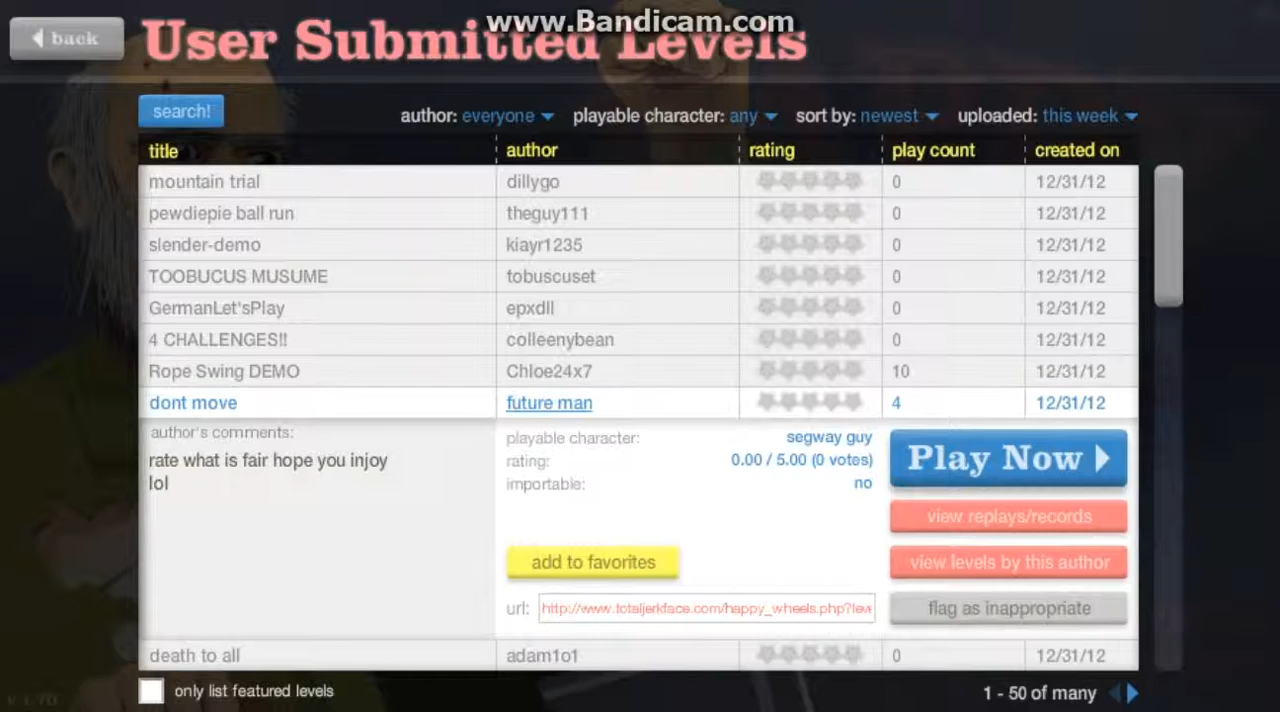 www.Bandicam.com
back
User Submitted Levels
search!
author: everyone playable character: any sort by: newest uploaded: this week
title author rating play count created on
mountain trial dillygo 0 12/31/12
pewdiepie ball run theguy111 0 12/31/12
slender-demo kiayr1235 0 12/31/12
TOOBUCUS MUSUME tobuscuset 0 12/31/12
GermanLet'sPlay epxdll 0 12/31/12
4 CHALLENGES!! colleenybean 0 12/31/12
Rope Swing DEMO Chloe24x7 10 12/31/12
dont move future man 4 12/31/12
author's comments:
rate what is fair hope you injoy
lol
playable character: segway guy
rating: 0.00 / 5.00 (0 votes)
importable: no
add to favorites
url: http://www.totaljerkface.com/happy_wheels.php?leve
Play Now
view replays/records
view levels by this author
flag as inappropriate
death to all adam1o1 0 12/31/12
only list featured levels
1 - 50 of many